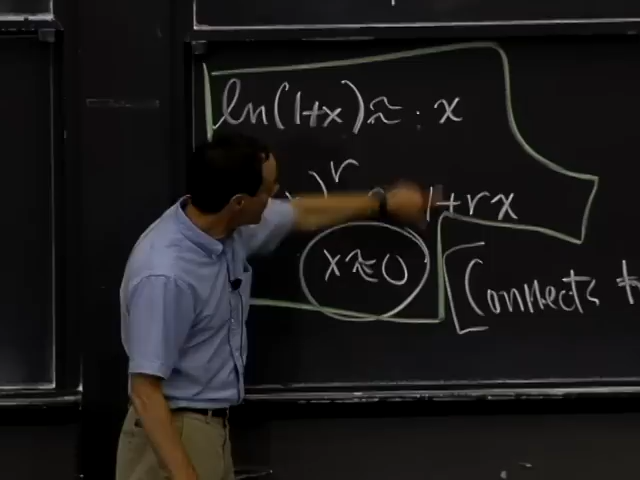 ln(1+x) ≈ x
)^r 1+rx
x≈0
[Connects